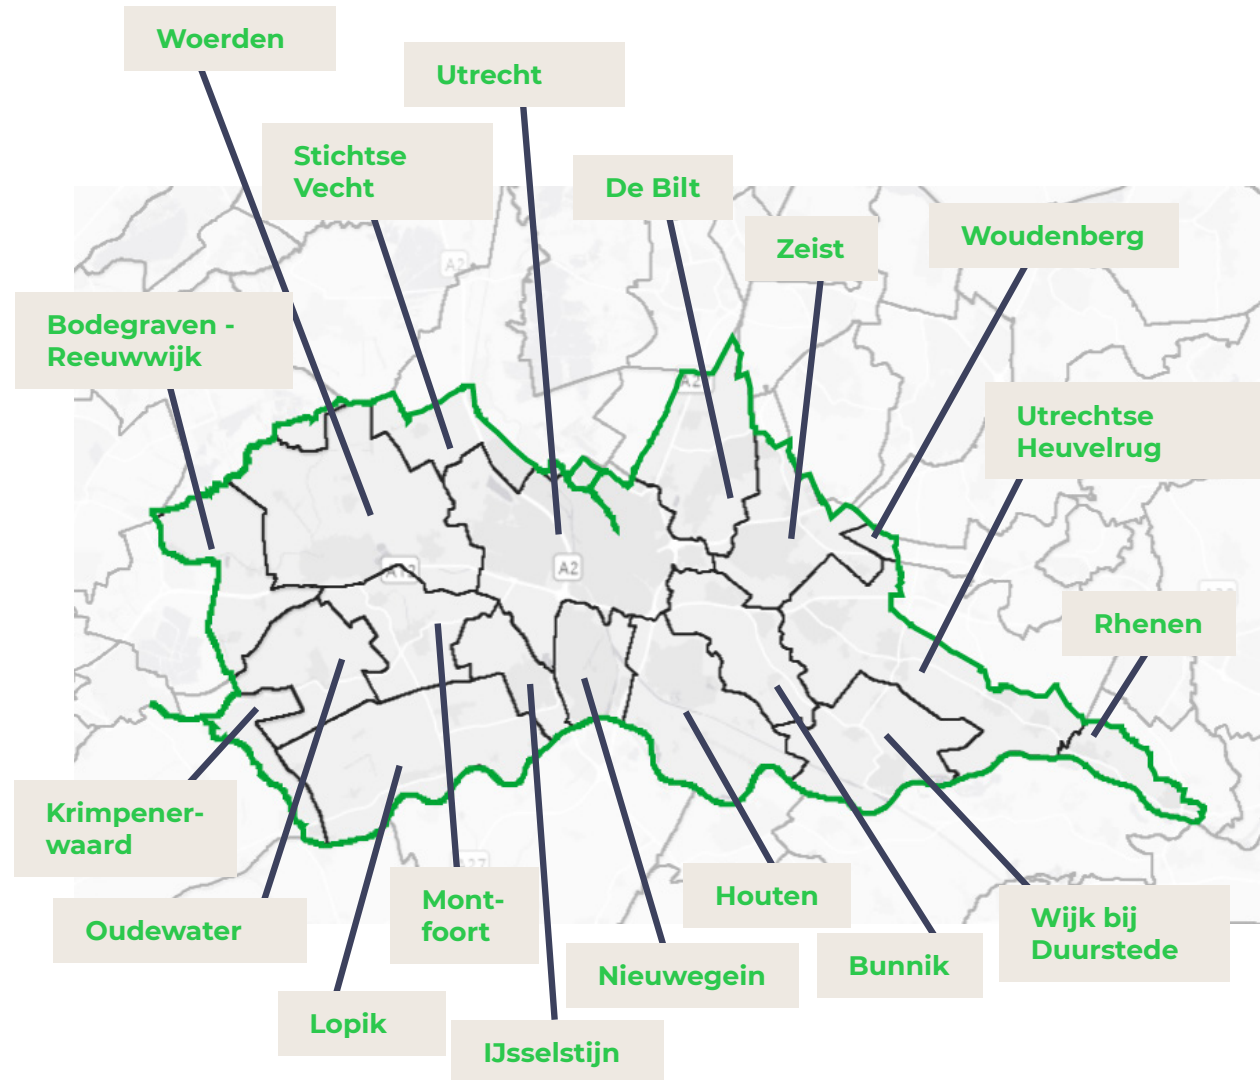 Woerden
Utrecht
Stichtse
Vecht
De Bilt
Zeist
Woudenberg
A2
Bodegraven -
Reeuwwijk
Utrechtse
Heuvelrug
A2
Rhenen
Krimpener-
waard
Oudewater
Mont-
foort
Houten
Wijk bij
Duurstede
Nieuwegein
Bunnik
Lopik
IJsselstijn